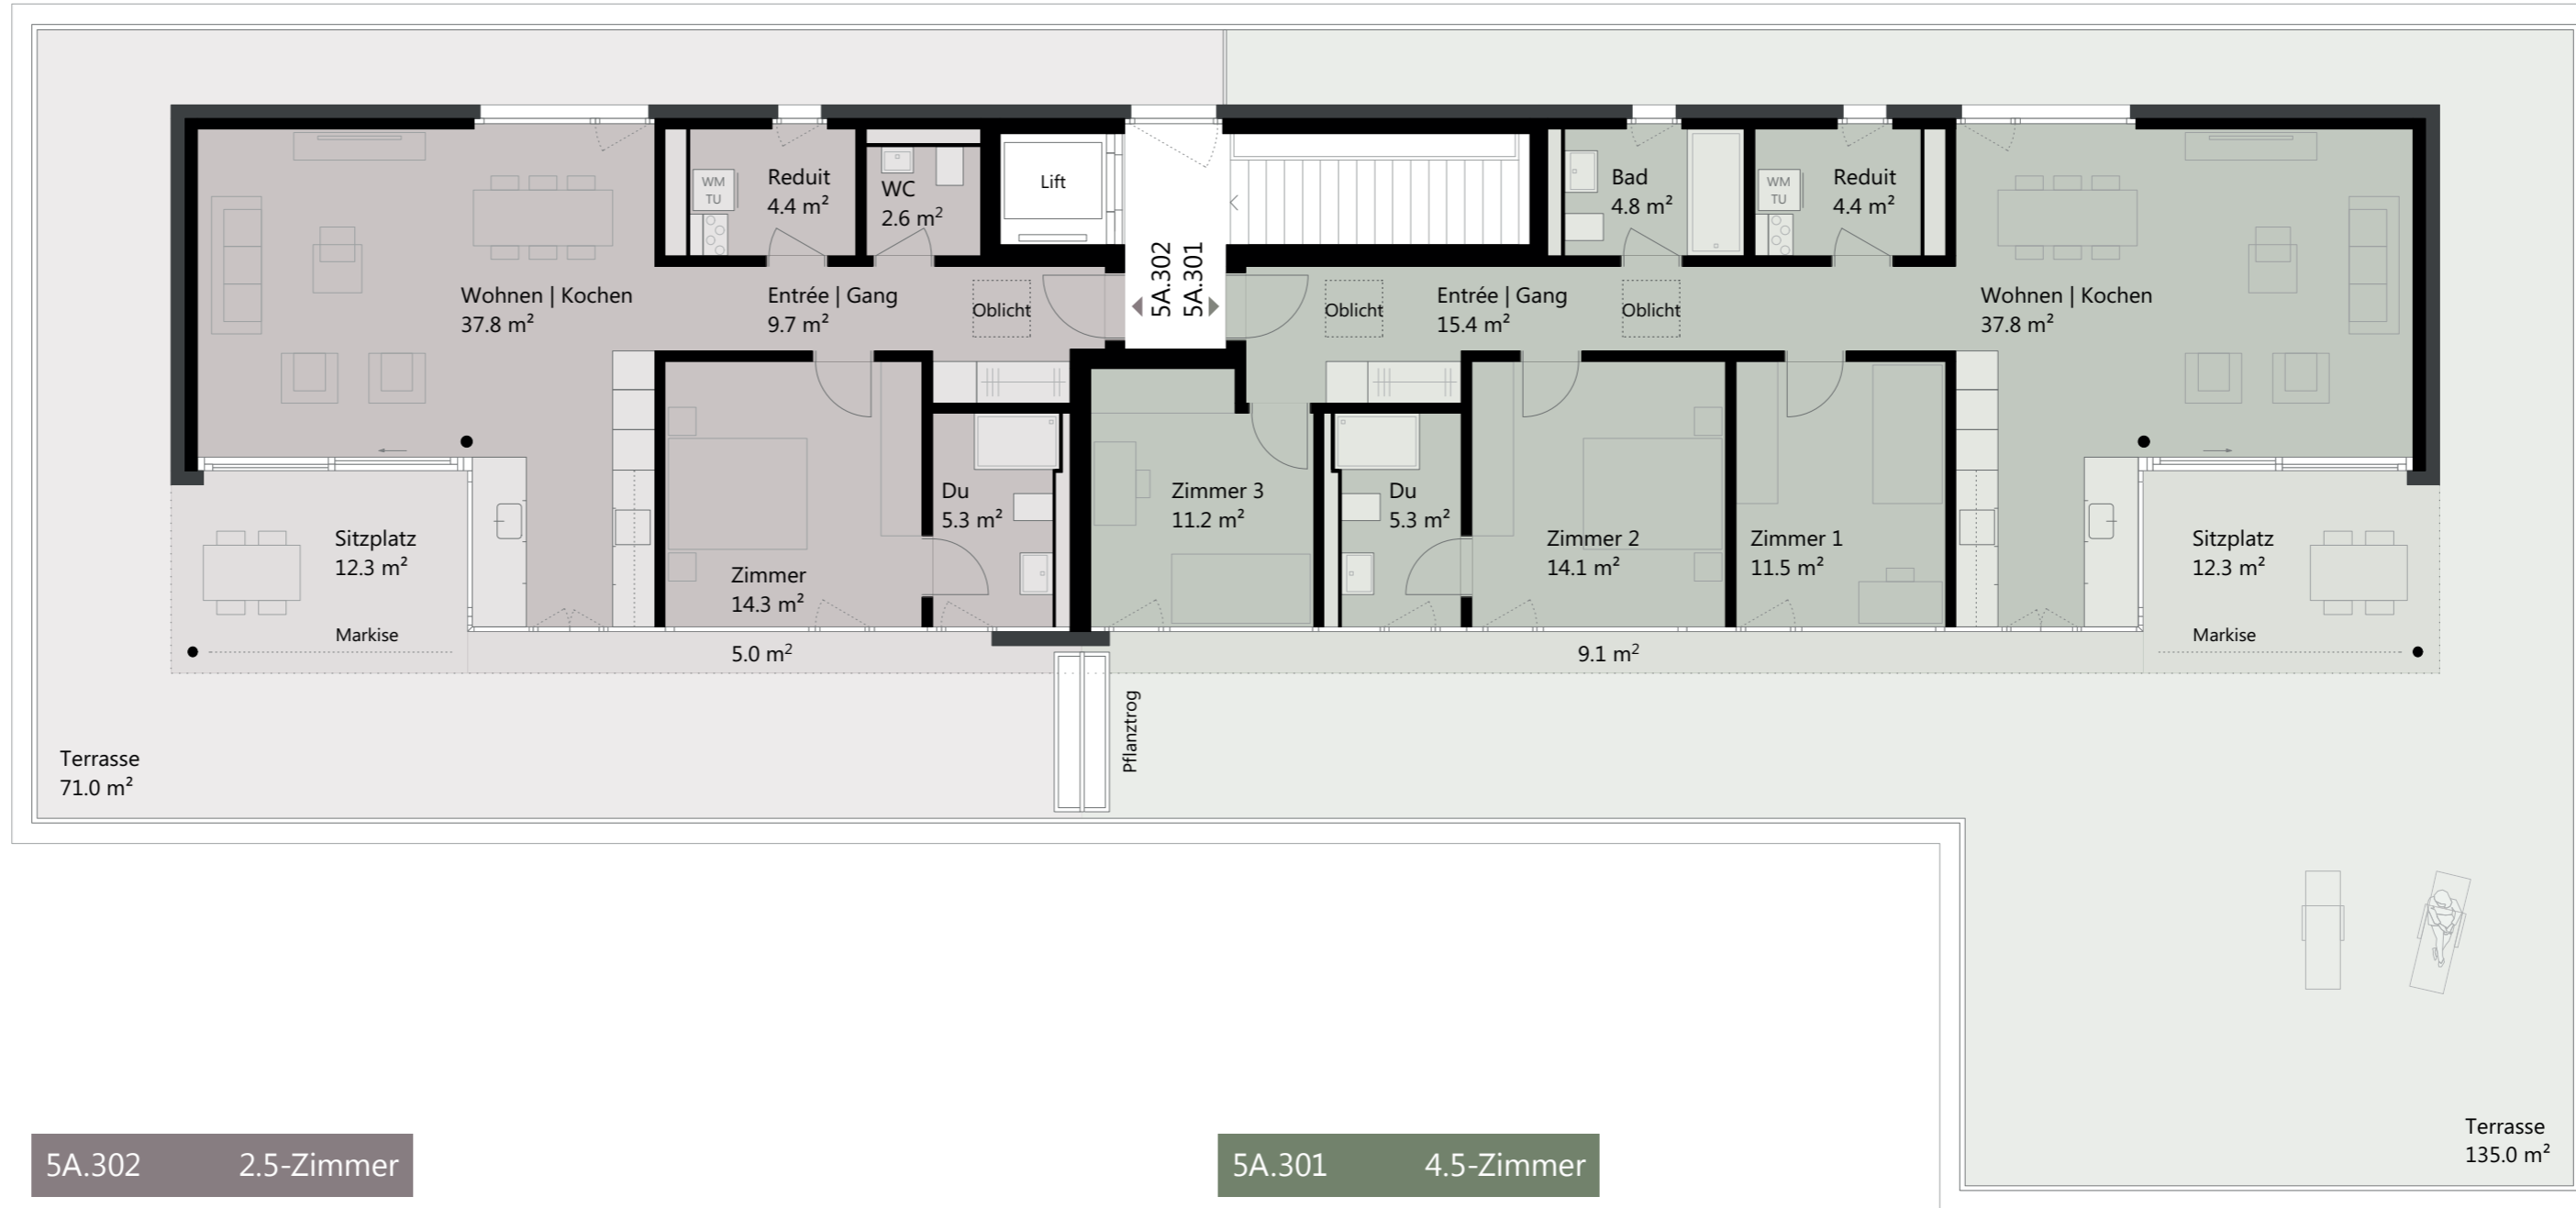 Lift
WM
TU
Reduit
4.4 m²
WC
2.6 m²
Bad
4.8 m²
WM
TU
Reduit
4.4 m²
Wohnen | Kochen
37.8 m²
Entrée | Gang
9.7 m²
Oblicht
5A.302
5A.301
Oblicht
Entrée | Gang
15.4 m²
Oblicht
Wohnen | Kochen
37.8 m²
Sitzplatz
12.3 m²
Markise
Zimmer
14.3 m²
Du
5.3 m²
Zimmer 3
11.2 m²
Du
5.3 m²
Zimmer 2
14.1 m²
Zimmer 1
11.5 m²
Sitzplatz
12.3 m²
Markise
5.0 m²
9.1 m²
Pflanztrog
Terrasse
71.0 m²
Terrasse
135.0 m²
5A.302 2.5-Zimmer
5A.301 4.5-Zimmer